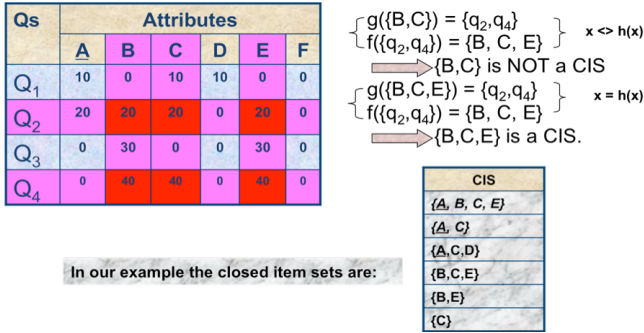 Qs Attributes
A B C D E F
Q1 10 0 10 10 0 0
Q2 20 20 20 0 20 0
Q3 0 30 0 0 30 0
Q4 0 40 40 0 40 0
g({B,C}) = {q2,q4}
f({q2,q4}) = {B, C, E}
x <> h(x)
{B,C} is NOT a CIS
g({B,C,E}) = {q2,q4}
f({q2,q4}) = {B, C, E}
x = h(x)
{B,C,E} is a CIS.
In our example the closed item sets are:
CIS
{A, B, C, E}
{A, C}
{A,C,D}
{B,C,E}
{B,E}
{C}